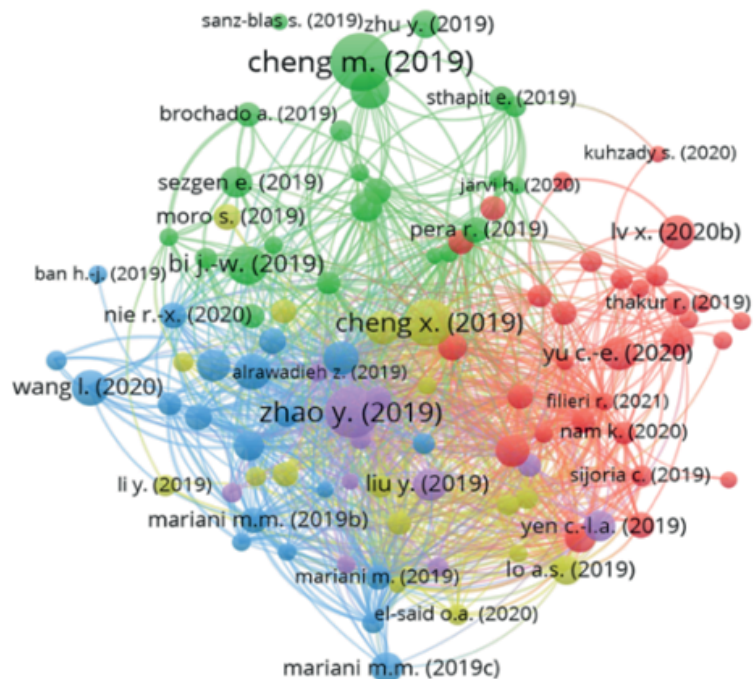 sanz-blas s. (2019)
zhu y. (2019)
cheng m. (2019)
sthapit e. (2019)
brochado a. (2019)
kuhzady s. (2020)
sezgen e. (2019)
jarvi h. (2020)
moro s. (2019)
pera r. (2019)
lv x. (2020b)
bi j.-w. (2019)
ban h.-j. (2019)
thakur r. (2019)
nie r.-x. (2020)
cheng x. (2019)
yu c.-e. (2020)
alrawadieh z. (2019)
wang l. (2020)
filieri r. (2021)
zhao y. (2019)
nam k. (2020)
sijoria c. (2019)
li y. (2019)
liu y. (2019)
mariani m.m. (2019b)
yen c.-l.a. (2019)
lo a.s. (2019)
mariani m. (2019)
el-said o.a. (2020)
mariani m.m. (2019c)